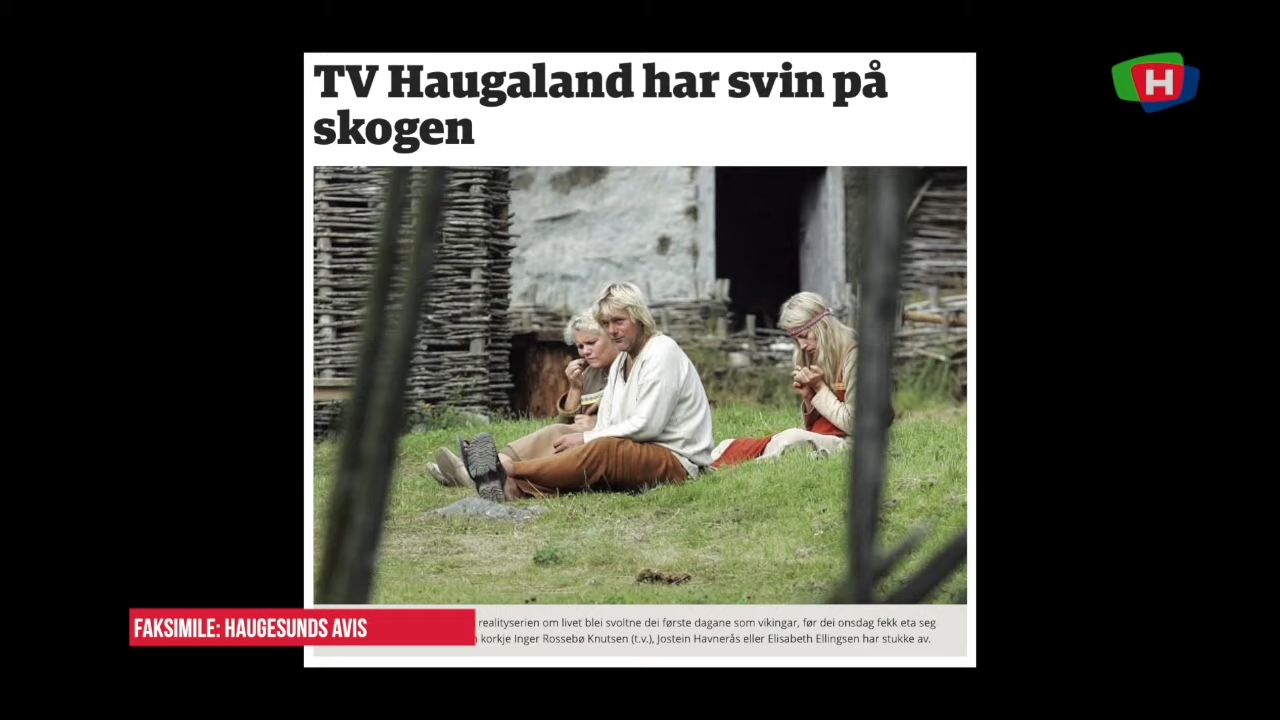 TV Haugaland har svin på
skogen
H
FAKSIMILE: HAUGESUNDS AVIS
realityserien om livet blei svoltne dei første dagane som vikingar, før dei onsdag fekk eta seg
korkje Inger Rossebø Knutsen (t.v.), Jostein Havnerås eller Elisabeth Ellingsen har stukke av.